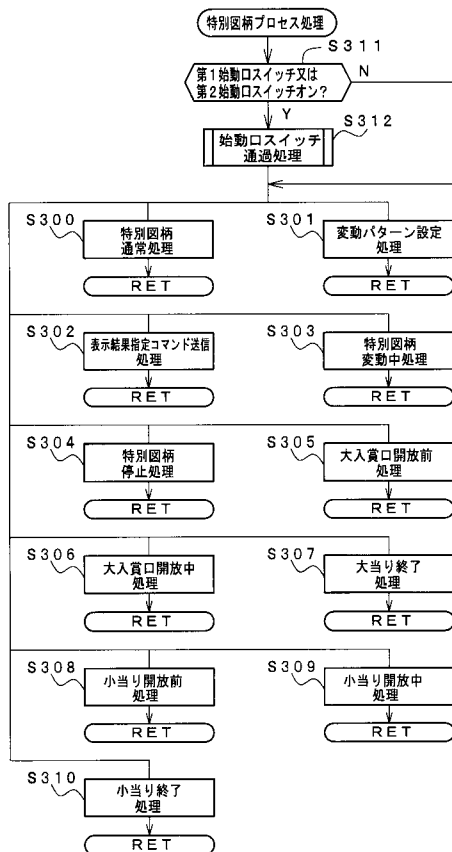 特別図柄プロセス処理
S311
第1始動口スイッチ又は
第2始動口スイッチオン?
N
Y
S312
始動口スイッチ
通過処理
S300
特別図柄
通常処理
RET
S301
変動パターン設定
処理
RET
S302
表示結果指定コマンド送信
処理
RET
S303
特別図柄
変動中処理
RET
S304
特別図柄
停止処理
RET
S305
大入賞口開放前
処理
RET
S306
大入賞口開放中
処理
RET
S307
大当り終了
処理
RET
S308
小当り開放前
処理
RET
S309
小当り開放中
処理
RET
S310
小当り終了
処理
RET